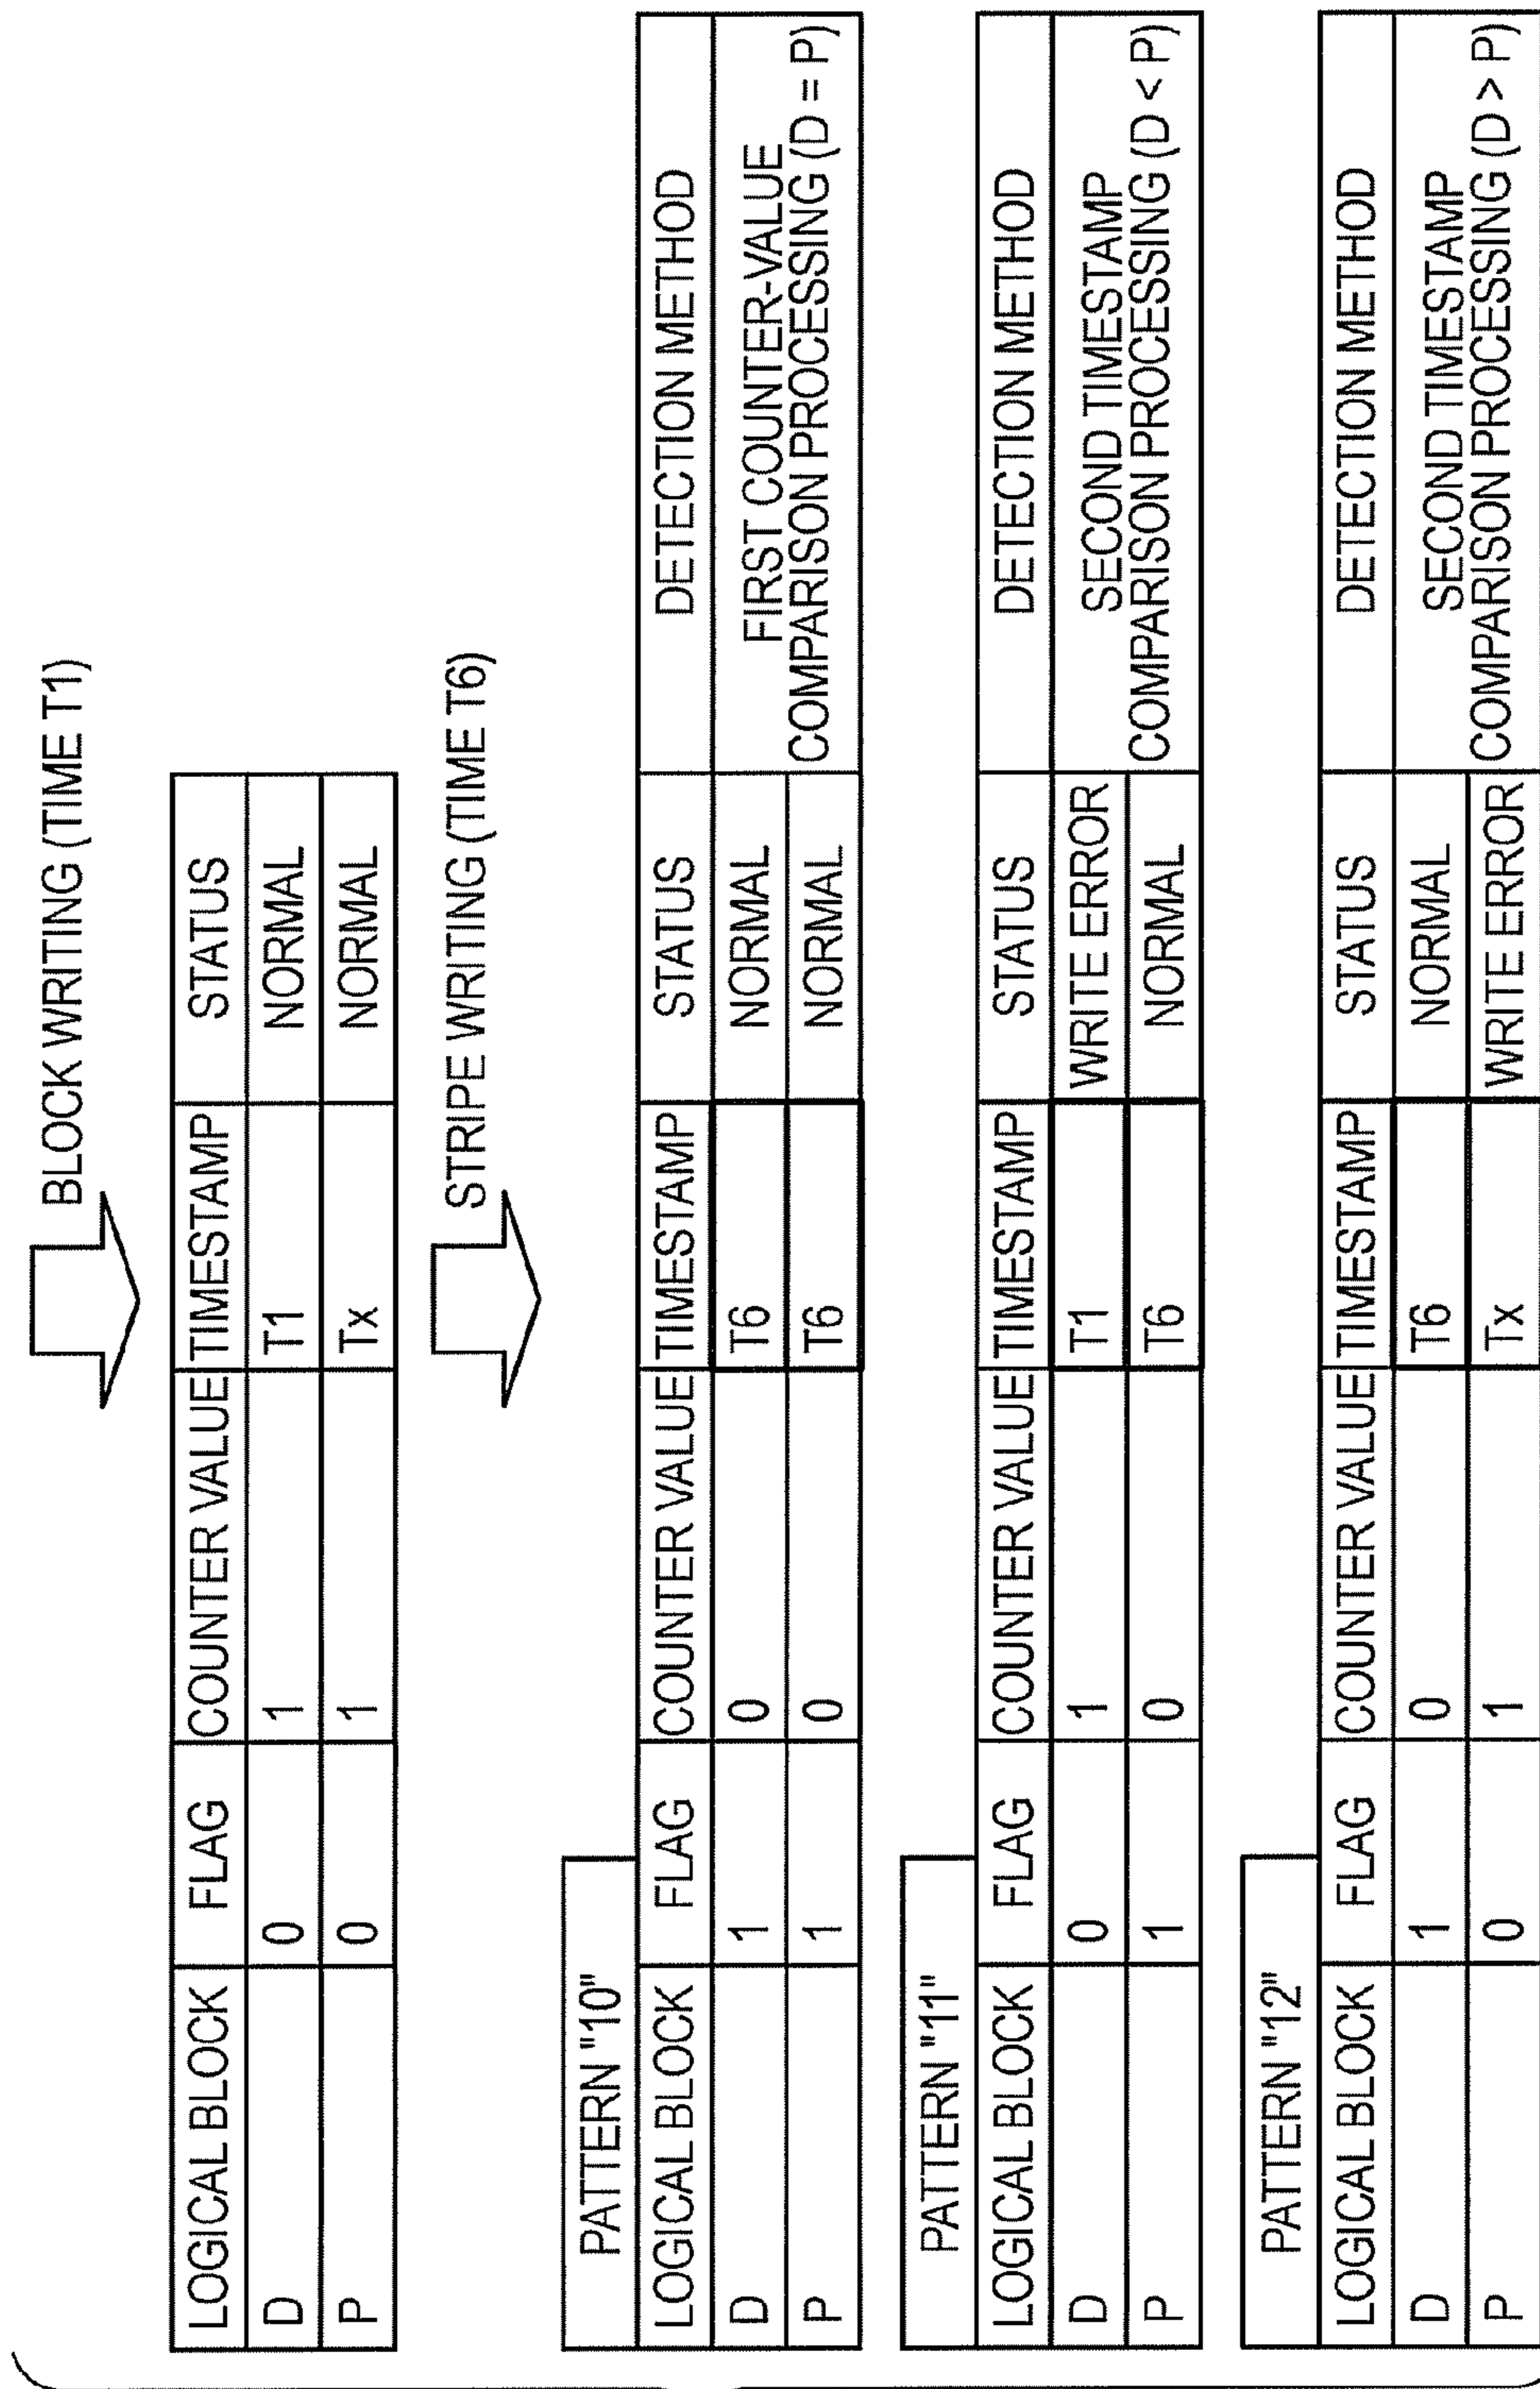 BLOCK WRITING (TIME T1)
LOGICAL BLOCK FLAG COUNTER VALUE TIMESTAMP STATUS
D 0 1 T1 NORMAL
P 0 1 Tx NORMAL
STRIPE WRITING (TIME T6)
PATTERN "10"
LOGICAL BLOCK FLAG COUNTER VALUE TIMESTAMP STATUS DETECTION METHOD
D 1 0 T6 NORMAL FIRST COUNTER-VALUE
P 1 0 T6 NORMAL COMPARISON PROCESSING (D = P)
PATTERN "11"
LOGICAL BLOCK FLAG COUNTER VALUE TIMESTAMP STATUS DETECTION METHOD
D 0 1 T1 WRITE ERROR SECOND TIMESTAMP
P 1 0 T6 NORMAL COMPARISON PROCESSING (D < P)
PATTERN "12"
LOGICAL BLOCK FLAG COUNTER VALUE TIMESTAMP STATUS DETECTION METHOD
D 1 0 T6 NORMAL SECOND TIMESTAMP
P 0 1 Tx WRITE ERROR COMPARISON PROCESSING (D > P)